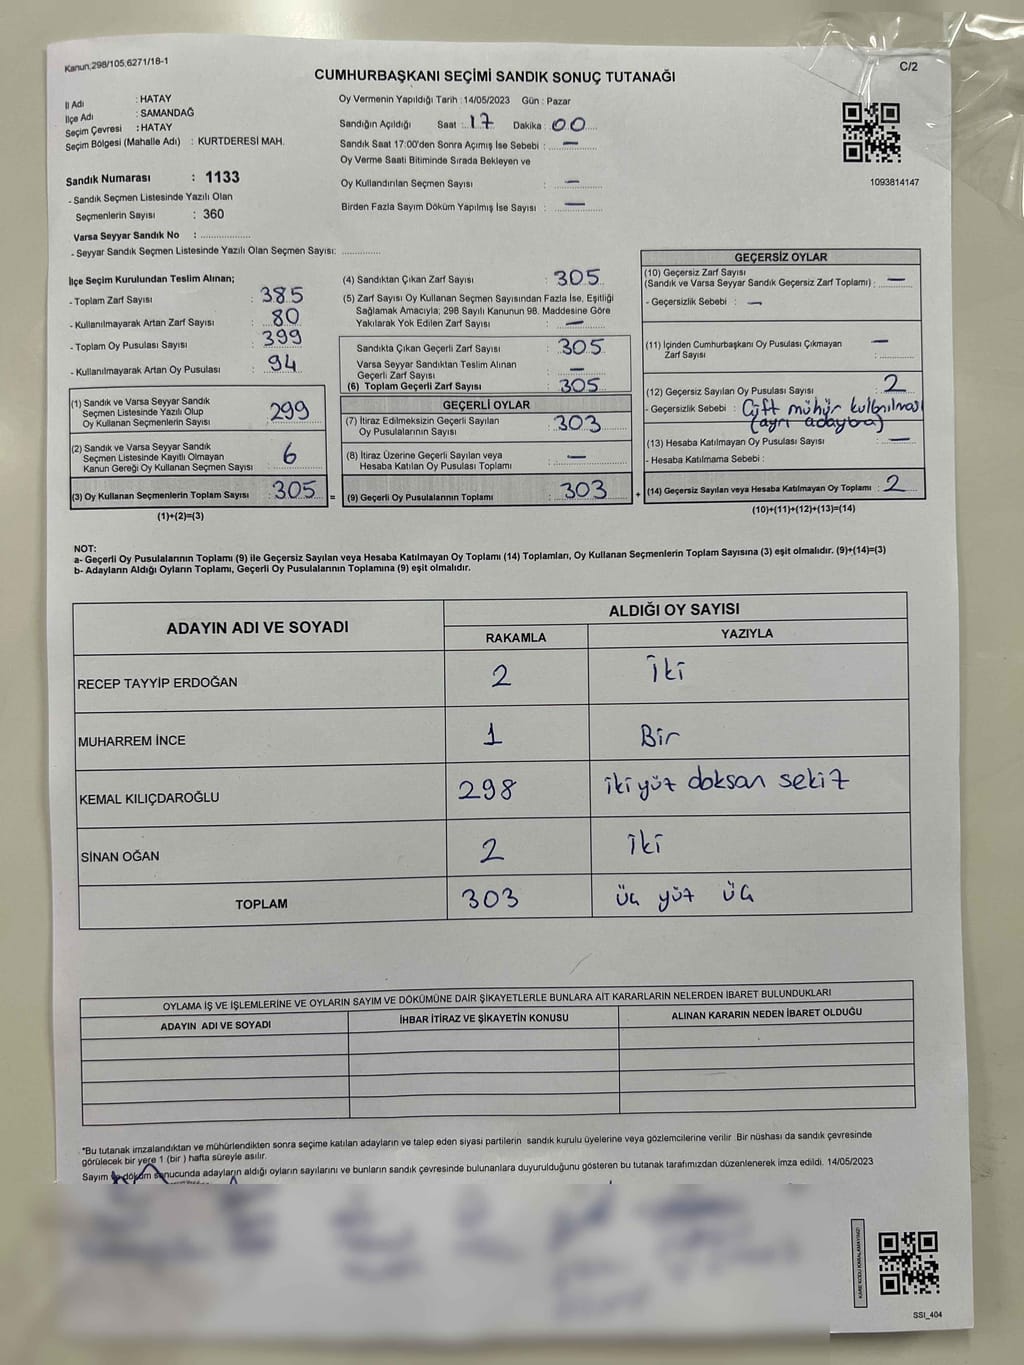 Kanun:298/105;6271/18-1
C/2
CUMHURBAŞKANI SEÇİMİ SANDIK SONUÇ TUTANAĞI
İl Adı : HATAY
İlçe Adı : SAMANDAĞ
Seçim Çevresi : HATAY
Seçim Bölgesi (Mahalle Adı) : KURTDERESİ MAH.
Sandık Numarası : 1133
- Sandık Seçmen Listesinde Yazılı Olan
Seçmenlerin Sayısı : 360
Varsa Seyyar Sandık No : ....................
- Seyyar Sandık Seçmen Listesinde Yazılı Olan Seçmen Sayısı: ...............
Oy Vermenin Yapıldığı Tarih :14/05/2023 Gün : Pazar
Sandığın Açıldığı Saat :..17.. Dakika : 00....
Sandık Saat 17:00'den Sonra Açımış İse Sebebi : —
Oy Verme Saati Bitiminde Sırada Bekleyen ve
Oy Kullandırılan Seçmen Sayısı : —
Birden Fazla Sayım Döküm Yapılmış İse Sayısı : —
1093814147
İlçe Seçim Kurulundan Teslim Alınan;
- Toplam Zarf Sayısı : 385
- Kullanılmayarak Artan Zarf Sayısı : 80
- Toplam Oy Pusulası Sayısı : 399
- Kullanılmayarak Artan Oy Pusulası : 94
(1) Sandık ve Varsa Seyyar Sandık
Seçmen Listesinde Yazılı Olup
Oy Kullanan Seçmenlerin Sayısı : 299
(2) Sandık ve Varsa Seyyar Sandık
Seçmen Listesinde Kayıtlı Olmayan
Kanun Gereği Oy Kullanan Seçmen Sayısı : 6
(3) Oy Kullanan Seçmenlerin Toplam Sayısı : 305 =
(1)+(2)=(3)
(4) Sandıktan Çıkan Zarf Sayısı : 305
(5) Zarf Sayısı Oy Kullanan Seçmen Sayısından Fazla İse, Eşitliği
Sağlamak Amacıyla; 298 Sayılı Kanunun 98. Maddesine Göre
Yakılarak Yok Edilen Zarf Sayısı : —
Sandıkta Çıkan Geçerli Zarf Sayısı : 305
Varsa Seyyar Sandıktan Teslim Alınan
Geçerli Zarf Sayısı : —
(6) Toplam Geçerli Zarf Sayısı : 305
GEÇERLİ OYLAR
(7) İtiraz Edilmeksizin Geçerli Sayılan
Oy Pusulalarının Sayısı : 303
(8) İtiraz Üzerine Geçerli Sayılan veya
Hesaba Katılan Oy Pusulası Toplamı : —
(9) Geçerli Oy Pusulalarının Toplamı : 303 +
GEÇERSİZ OYLAR
(10) Geçersiz Zarf Sayısı
(Sandık ve Varsa Seyyar Sandık Geçersiz Zarf Toplamı) : —
- Geçersizlik Sebebi : —
(11) İçinden Cumhurbaşkanı Oy Pusulası Çıkmayan —
Zarf Sayısı : ............
(12) Geçersiz Sayılan Oy Pusulası Sayısı : 2
- Geçersizlik Sebebi : Çift mühür kullanılması
(ayrı adayba)
(13) Hesaba Katılmayan Oy Pusulası Sayısı : —
- Hesaba Katılmama Sebebi :
(14) Geçersiz Sayılan veya Hesaba Katılmayan Oy Toplamı : 2
(10)+(11)+(12)+(13)=(14)
NOT:
a- Geçerli Oy Pusulalarının Toplamı (9) ile Geçersiz Sayılan veya Hesaba Katılmayan Oy Toplamı (14) Toplamları, Oy Kullanan Seçmenlerin Toplam Sayısına (3) eşit olmalıdır. (9)+(14)=(3)
b- Adayların Aldığı Oyların Toplamı, Geçerli Oy Pusulalarının Toplamına (9) eşit olmalıdır.
ADAYIN ADI VE SOYADI
ALDIĞI OY SAYISI
RAKAMLA YAZIYLA
RECEP TAYYİP ERDOĞAN 2 İki
MUHARREM İNCE 1 Bir
KEMAL KILIÇDAROĞLU 298 iki yüz doksan sekiz
SİNAN OĞAN 2 İki
TOPLAM 303 üç yüz üç
OYLAMA İŞ VE İŞLEMLERİNE VE OYLARIN SAYIM VE DÖKÜMÜNE DAİR ŞİKAYETLERLE BUNLARA AİT KARARLARIN NELERDEN İBARET BULUNDUKLARI
ADAYIN ADI VE SOYADI İHBAR İTİRAZ VE ŞİKAYETİN KONUSU ALINAN KARARIN NEDEN İBARET OLDUĞU
*Bu tutanak imzalandıktan ve mühürlendikten sonra seçime katılan adayların ve talep eden siyasi partilerin sandık kurulu üyelerine veya gözlemcilerine verilir Bir nüshası da sandık çevresinde
görülecek bir yere 1 (bir ) hafta süreyle asılır.
Sayım ve döküm sonucunda adayların aldığı oyların sayılarını ve bunların sandık çevresinde bulunanlara duyurulduğunu gösteren bu tutanak tarafımızdan düzenlenerek imza edildi. 14/05/2023
SSI_404